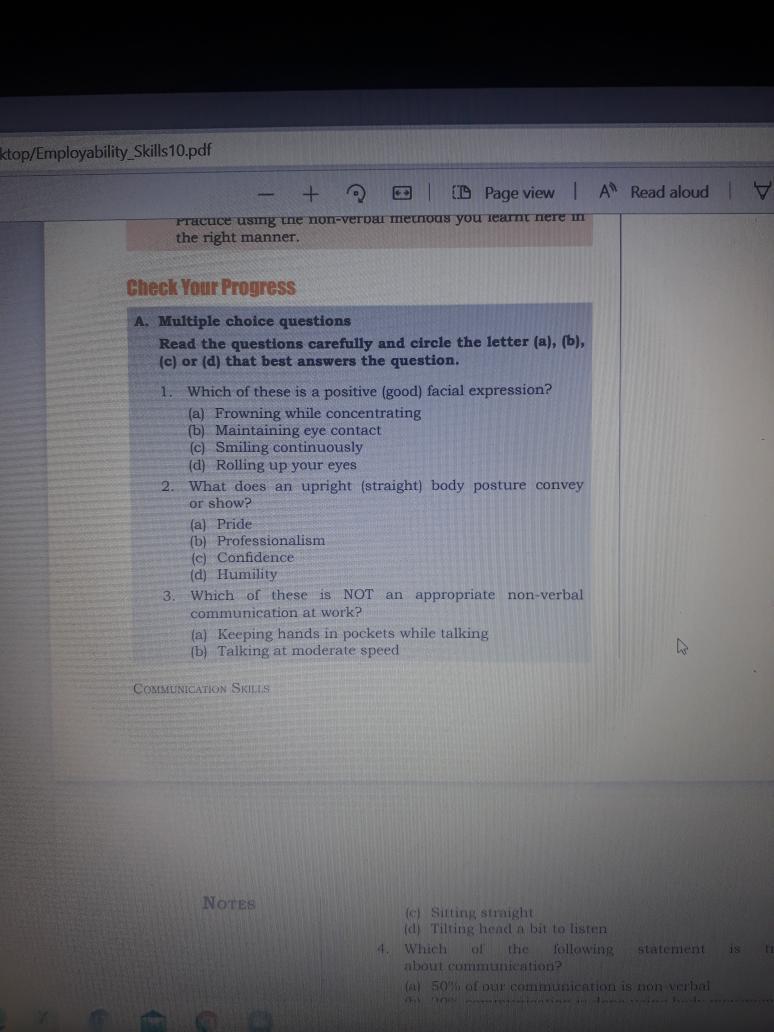 ktop/Employability_Skills10.pdf
Page view
A Read aloud
Practice using the non-verbal methods you learnt here in
the right manner.
Check Your Progress
A. Multiple choice questions
Read the questions carefully and circle the letter (a), (b),
(c) or (d) that best answers the question.
1. Which of these is a positive (good) facial expression?
(a) Frowning while concentrating
(b) Maintaining eye contact
(c) Smiling continuously
(d) Rolling up your eyes
2. What does an upright (straight) body posture convey
or show?
(a) Pride
(b) Professionalism
(c) Confidence
(d) Humility
3. Which of these is NOT an appropriate non-verbal
communication at work?
(a) Keeping hands in pockets while talking
(b) Talking at moderate speed
COMMUNICATION SKILLS
NOTES
(c) Sitting straight
(d) Tilting head a bit to listen
4. Which of the following statement is
about communication?
(a) 50% of our communication is non-verbal